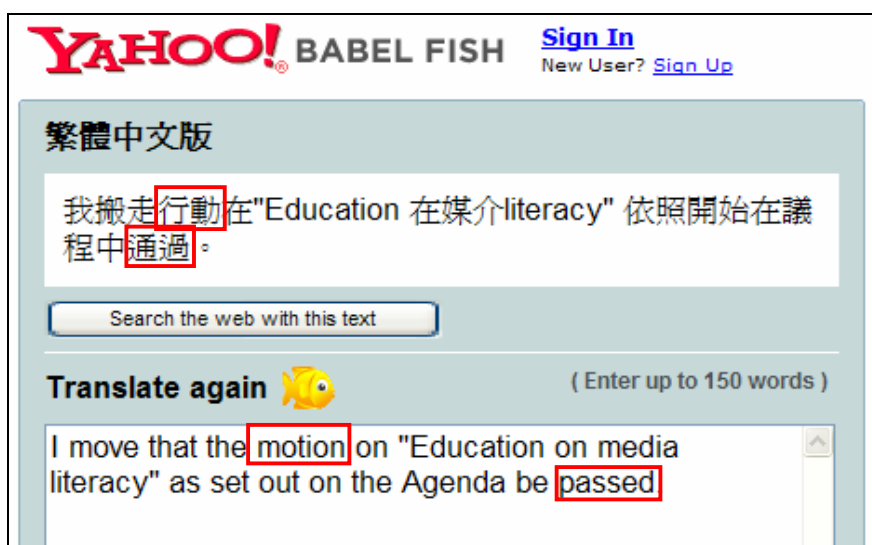 YAHOO!® BABEL FISH
Sign In
New User? Sign Up
繁體中文版
我搬走行動在"Education 在媒介literacy" 依照開始在議
程中通過。
Search the web with this text
Translate again
( Enter up to 150 words )
I move that the motion on "Education on media
literacy" as set out on the Agenda be passed.